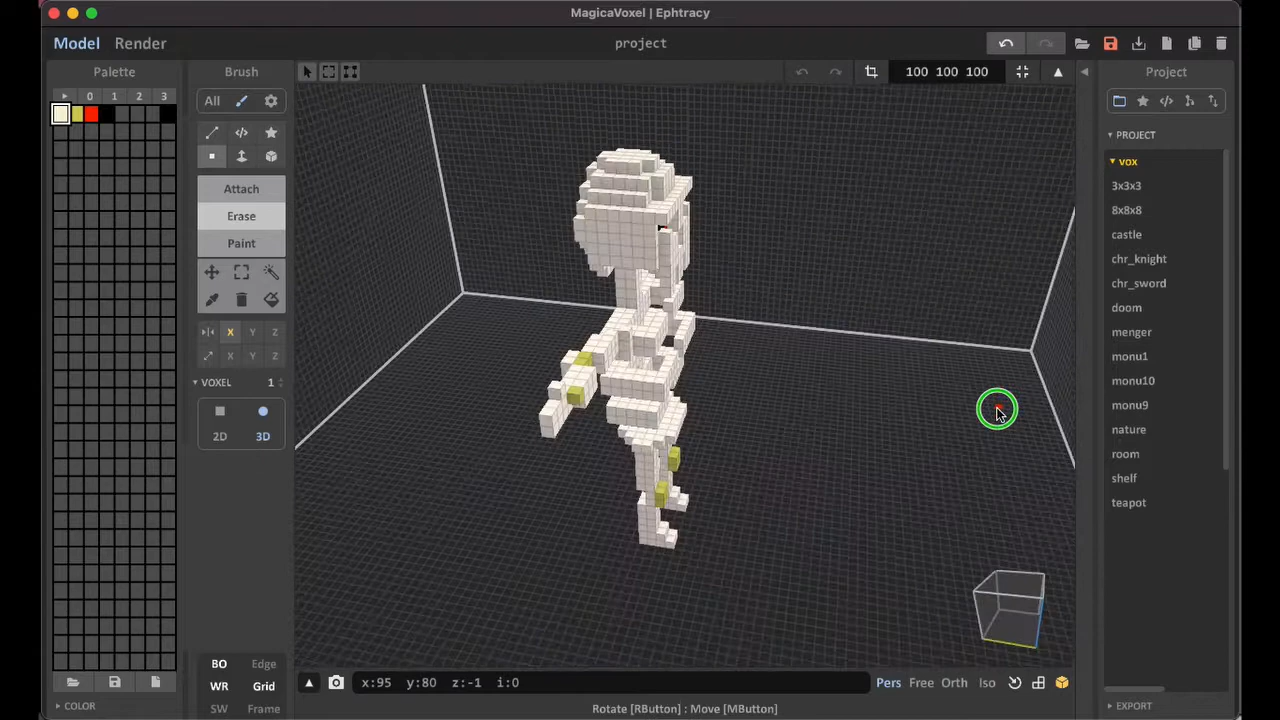 MagicaVoxel | Ephtracy
Model Render
project
Palette
0 1 2 3
COLOR
Brush
All
Attach
Erase
Paint
X Y Z
X Y Z
VOXEL 1
2D 3D
BO Edge
WR Grid
SW Frame
100 100 100
x:95 y:80 z:-1 i:0
Pers Free Orth Iso
Rotate [RButton] : Move [MButton]
Project
PROJECT
vox
3x3x3
8x8x8
castle
chr_knight
chr_sword
doom
menger
monu1
monu10
monu9
nature
room
shelf
teapot
EXPORT